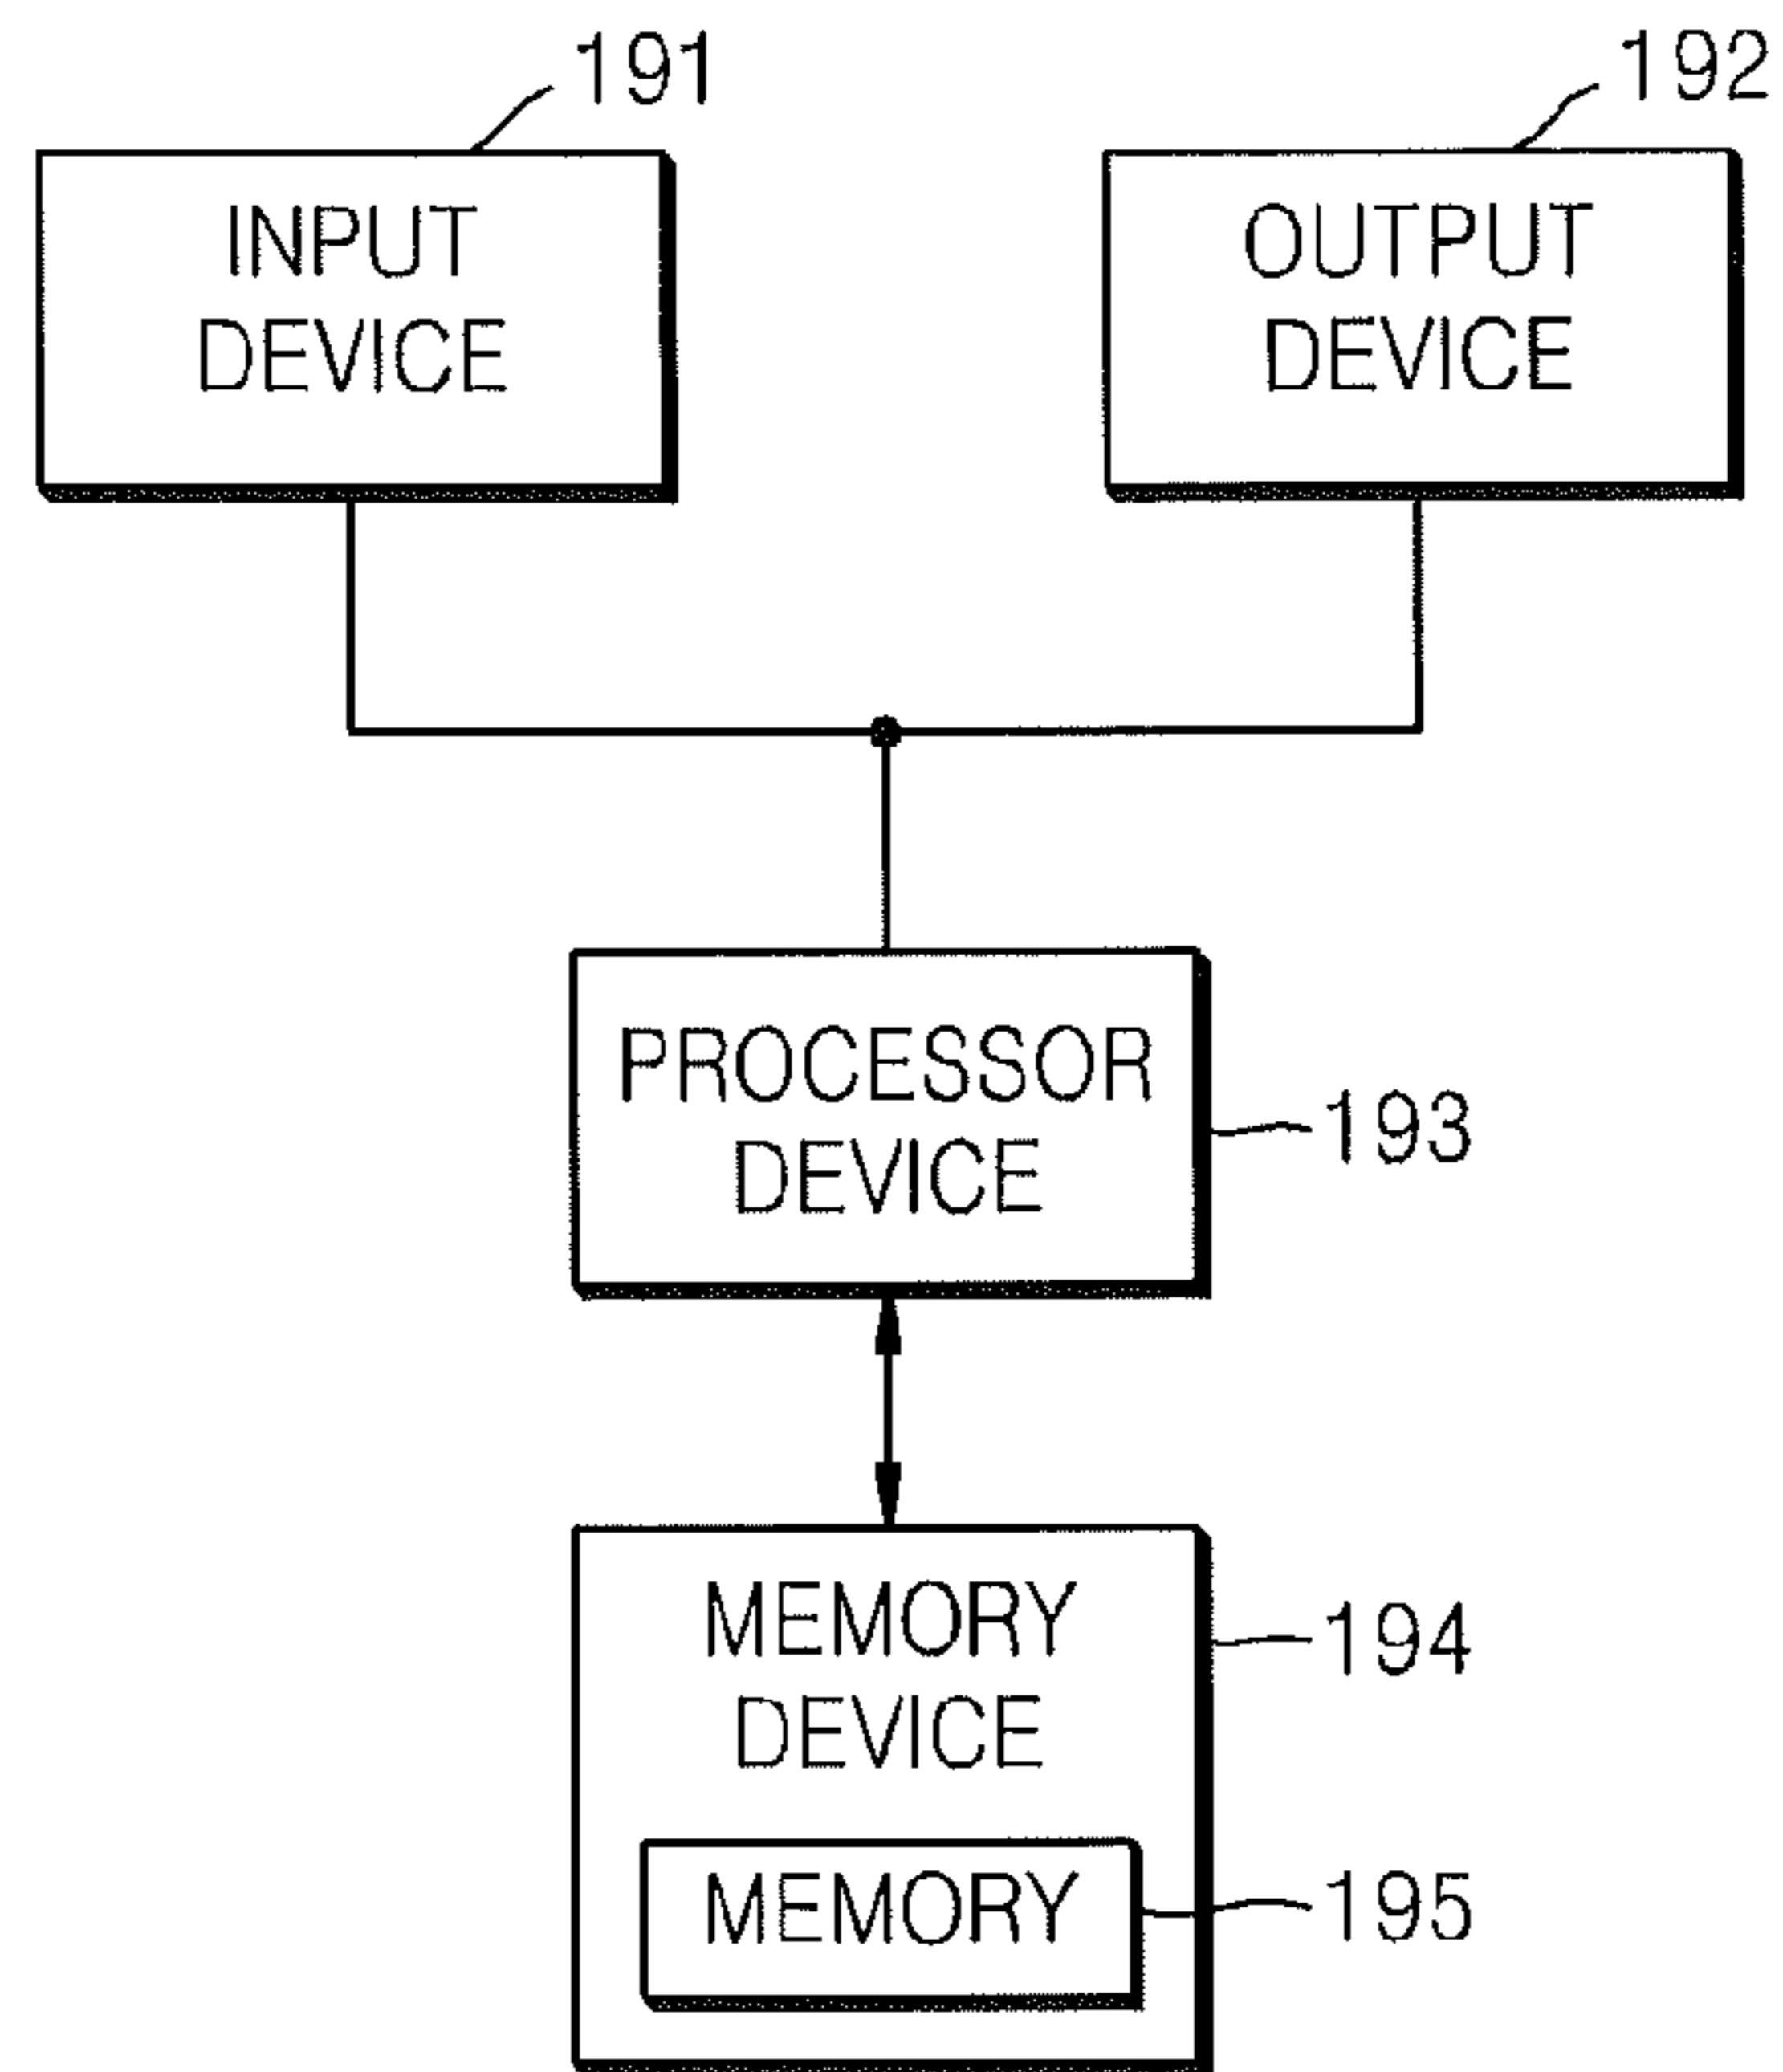 191
192
INPUT
DEVICE
OUTPUT
DEVICE
PROCESSOR
DEVICE
193
MEMORY
DEVICE
194
MEMORY
195